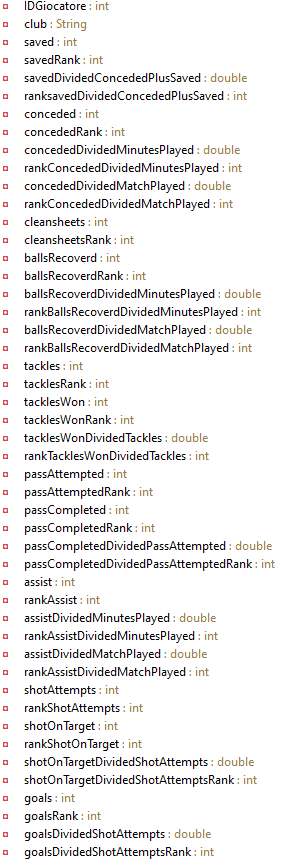 IDGiocatore : int
club : String
saved : int
savedRank : int
savedDividedConcededPlusSaved : double
ranksavedDividedConcededPlusSaved : int
conceded : int
concededRank : int
concededDividedMinutesPlayed : double
rankConcededDividedMinutesPlayed : int
concededDividedMatchPlayed : double
rankConcededDividedMatchPlayed : int
cleansheets : int
cleansheetsRank : int
ballsRecoverd : int
ballsRecoverdRank : int
ballsRecoverdDividedMinutesPlayed : double
rankBallsRecoverdDividedMinutesPlayed : int
ballsRecoverdDividedMatchPlayed : double
rankBallsRecoverdDividedMatchPlayed : int
tackles : int
tacklesRank : int
tacklesWon : int
tacklesWonRank : int
tacklesWonDividedTackles : double
rankTacklesWonDividedTackles : int
passAttempted : int
passAttemptedRank : int
passCompleted : int
passCompletedRank : int
passCompletedDividedPassAttempted : double
passCompletedDividedPassAttemptedRank : int
assist : int
rankAssist : int
assistDividedMinutesPlayed : double
rankAssistDividedMinutesPlayed : int
assistDividedMatchPlayed : double
rankAssistDividedMatchPlayed : int
shotAttempts : int
rankShotAttempts : int
shotOnTarget : int
rankShotOnTarget : int
shotOnTargetDividedShotAttempts : double
shotOnTargetDividedShotAttemptsRank : int
goals : int
goalsRank : int
goalsDividedShotAttempts : double
goalsDividedShotAttemptsRank : int